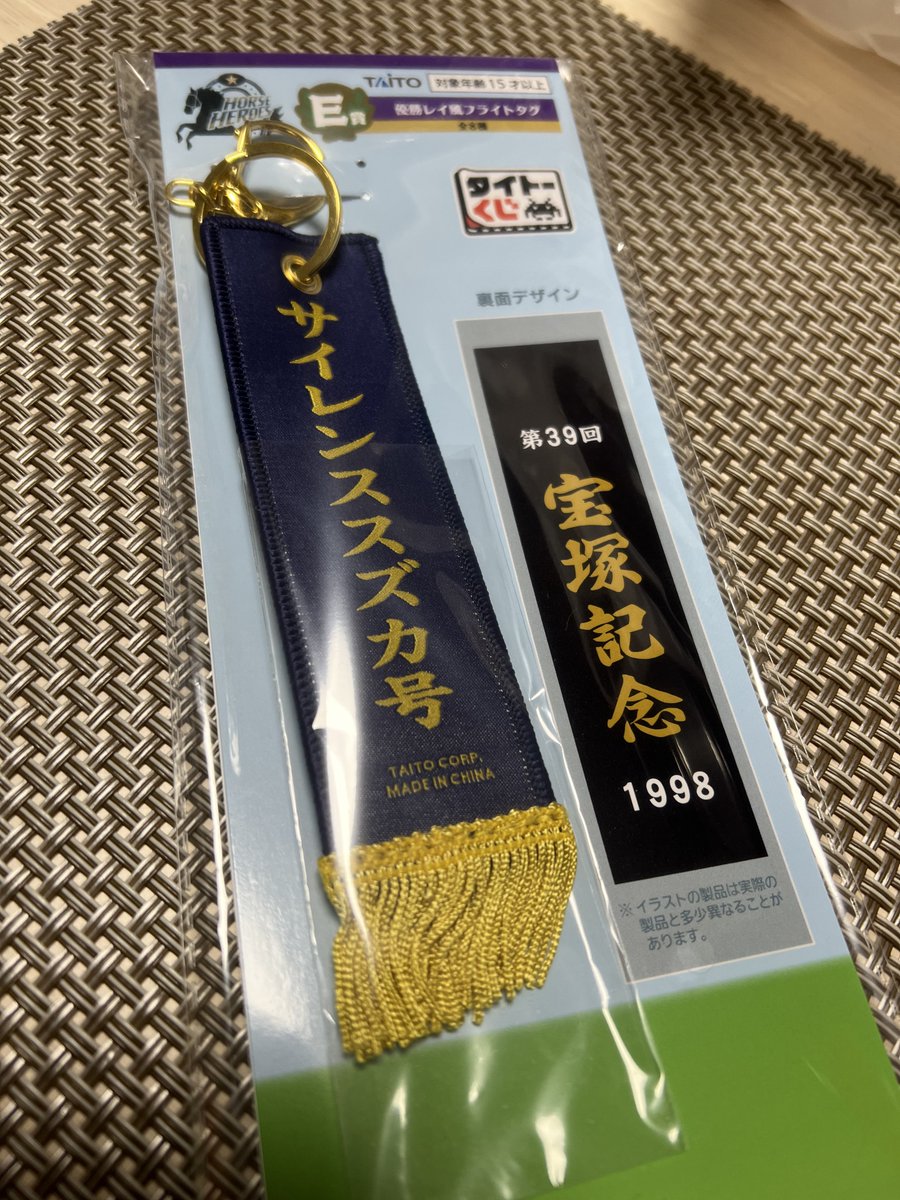 HORSE
HEROES
E賞
TAITO
対象年齢15才以上
優勝レイ風フライトタグ
全8種
タイトー
くじ
裏面デザイン
サイレンススズカ号
TAITO CORP.
MADE IN CHINA
第39回
宝塚記念
1998
※イラストの製品は実際の
製品と多少異なることが
あります。